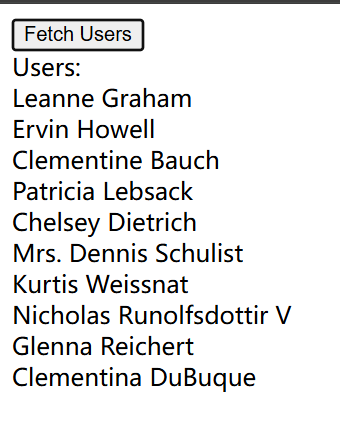 Fetch Users
Users:
Leanne Graham
Ervin Howell
Clementine Bauch
Patricia Lebsack
Chelsey Dietrich
Mrs. Dennis Schulist
Kurtis Weissnat
Nicholas Runolfsdottir V
Glenna Reichert
Clementina DuBuque